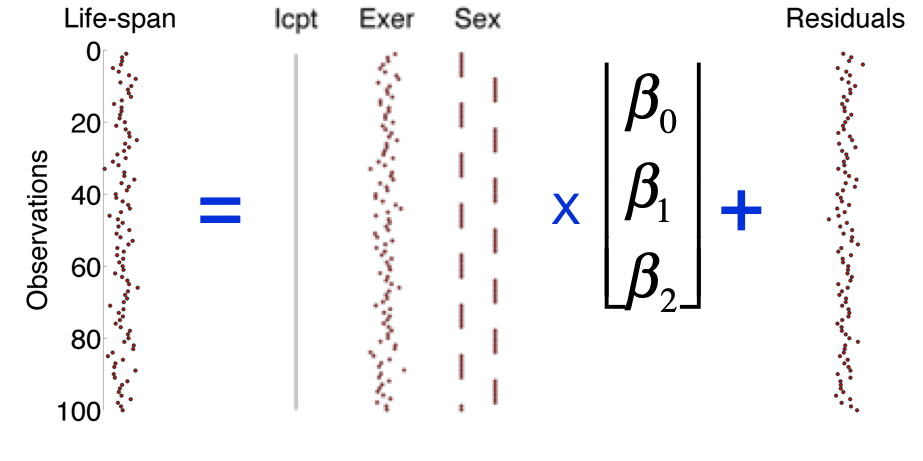 Life-span Icpt Exer Sex Residuals
Observations
0
20
40
60
80
100
= x +
β0
β1
β2